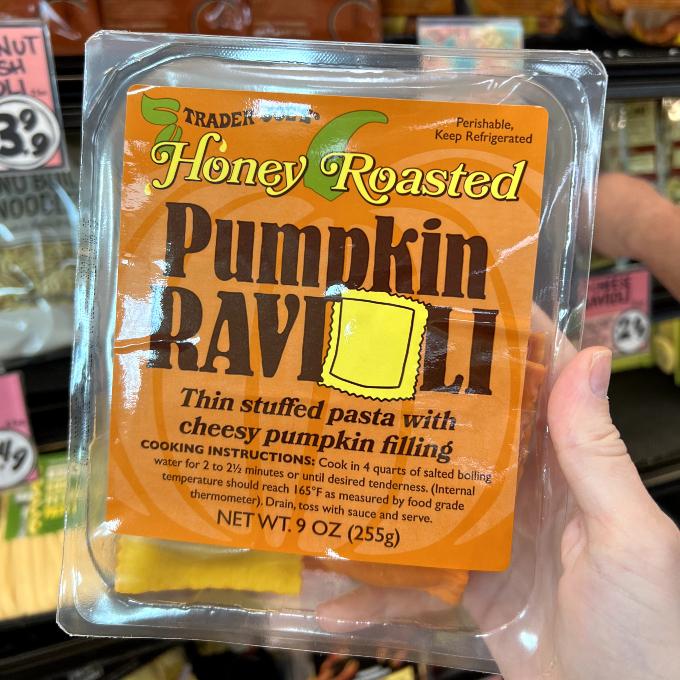 TRADER JOE'S
Honey Roasted
Perishable,
Keep Refrigerated
Pumpkin
RAVIOLI
Thin stuffed pasta with
cheesy pumpkin filling
COOKING INSTRUCTIONS: Cook in 4 quarts of salted boiling
water for 2 to 2½ minutes or until desired tenderness. (Internal
temperature should reach 165°F as measured by food grade
thermometer). Drain, toss with sauce and serve.
NET WT. 9 OZ (255g)
NUT
3.99